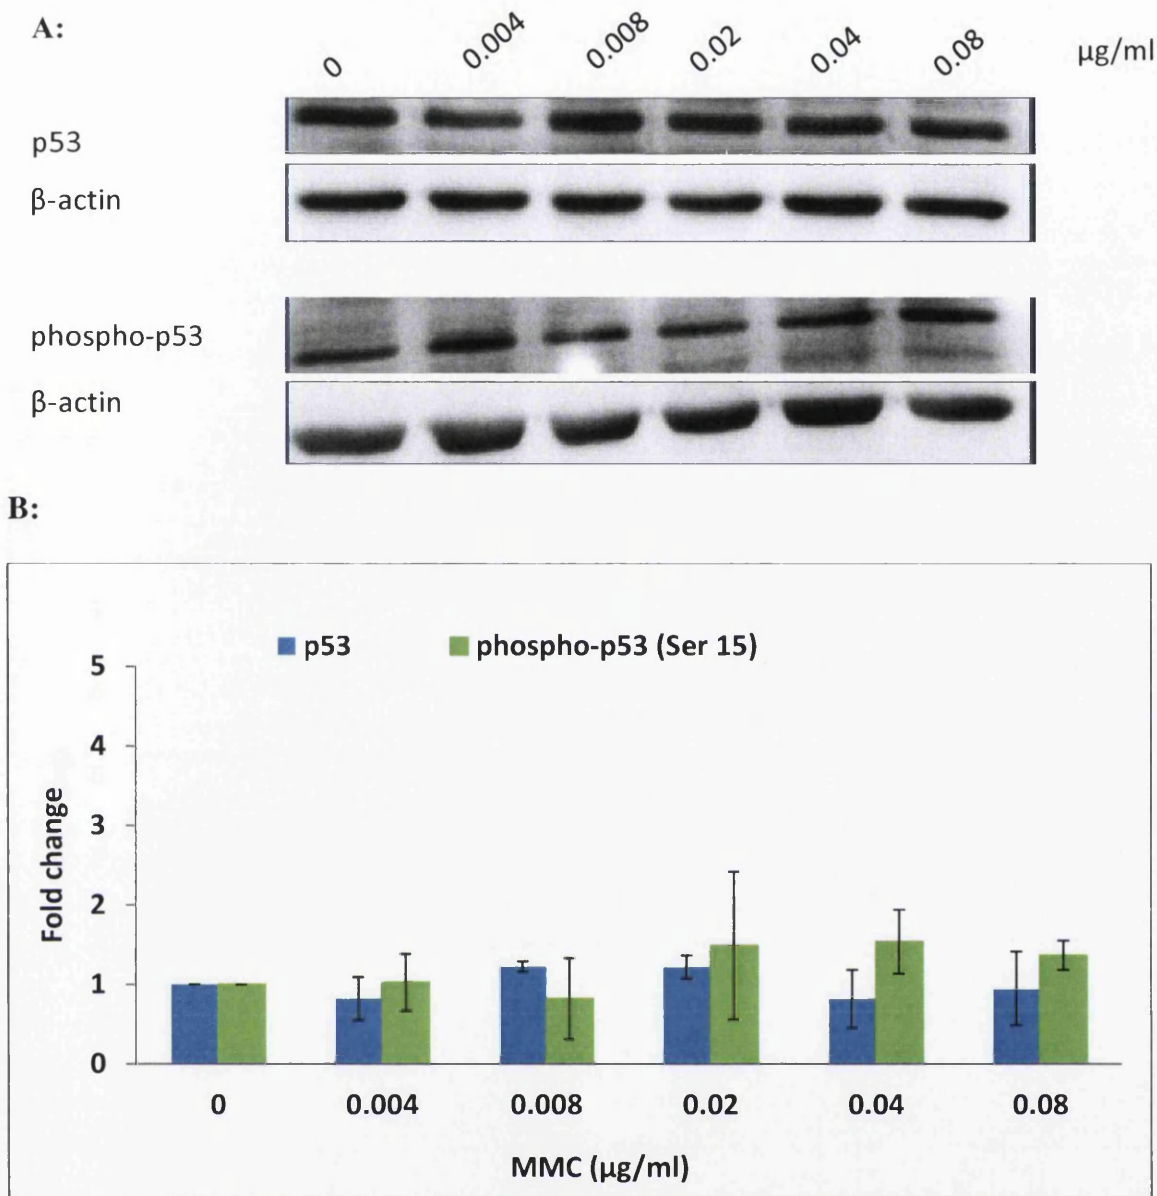 A:
0 0.004 0.008 0.02 0.04 0.08 µg/ml
p53
β-actin
phospho-p53
β-actin
B:
p53 phospho-p53 (Ser 15)
5
4
3
2
1
0
Fold change
0 0.004 0.008 0.02 0.04 0.08
MMC (µg/ml)